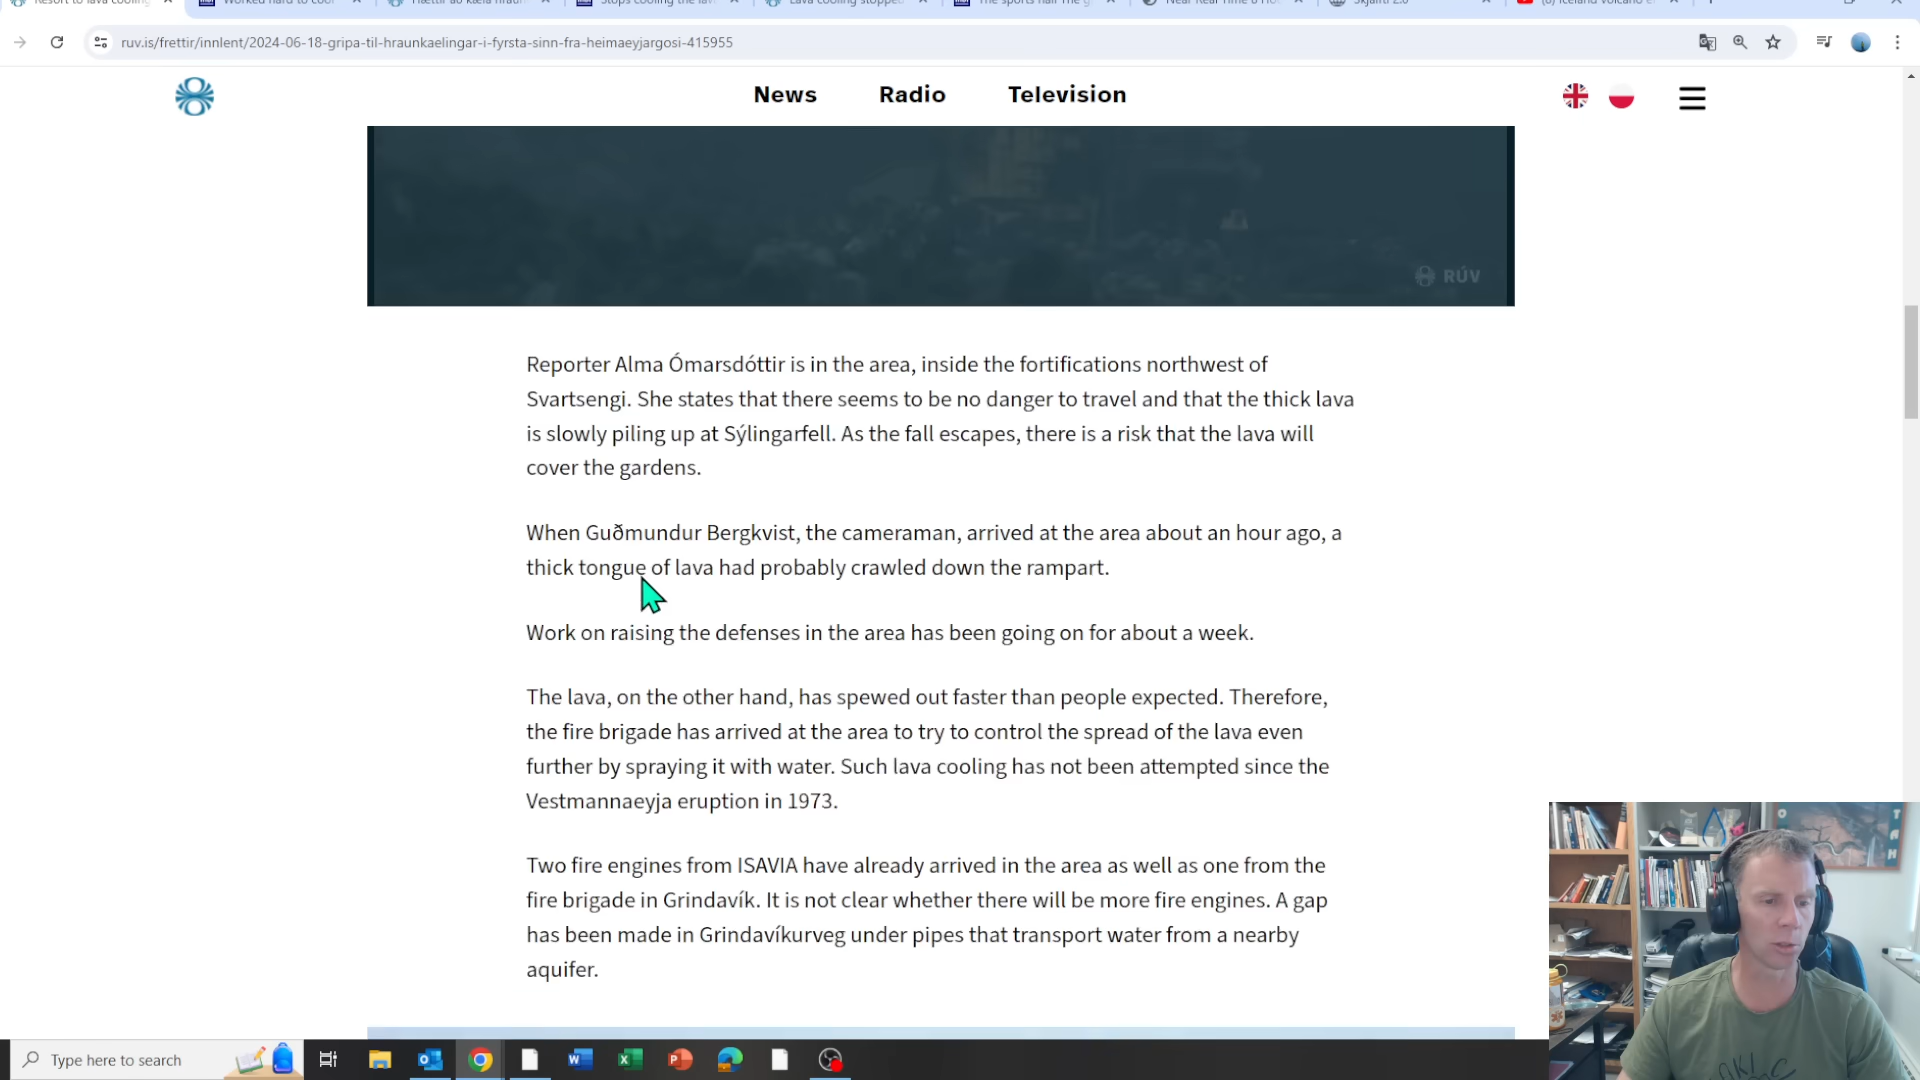 Resort to lava cooling
Worked hard to cool
Hættir að kæla hraun
Stops cooling the lav
Lava cooling stopped
The sports hall The g
Near Real Time 8 Ho
Skjálfti 2.0
(8) Iceland Volcano e
ruv.is/frettir/innlent/2024-06-18-gripa-til-hraunkaelingar-i-fyrsta-sinn-fra-heimaeyjargosi-415955
News Radio Television
RÚV
Reporter Alma Ómarsdóttir is in the area, inside the fortifications northwest of
Svartsengi. She states that there seems to be no danger to travel and that the thick lava
is slowly piling up at Sýlingarfell. As the fall escapes, there is a risk that the lava will
cover the gardens.
When Guðmundur Bergkvist, the cameraman, arrived at the area about an hour ago, a
thick tongue of lava had probably crawled down the rampart.
Work on raising the defenses in the area has been going on for about a week.
The lava, on the other hand, has spewed out faster than people expected. Therefore,
the fire brigade has arrived at the area to try to control the spread of the lava even
further by spraying it with water. Such lava cooling has not been attempted since the
Vestmannaeyja eruption in 1973.
Two fire engines from ISAVIA have already arrived in the area as well as one from the
fire brigade in Grindavík. It is not clear whether there will be more fire engines. A gap
has been made in Grindavíkurveg under pipes that transport water from a nearby
aquifer.
Type here to search